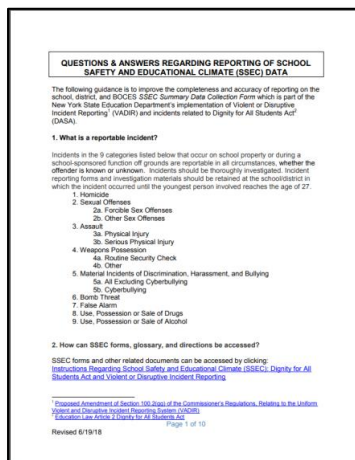 QUESTIONS & ANSWERS REGARDING REPORTING OF SCHOOL
SAFETY AND EDUCATIONAL CLIMATE (SSEC) DATA
The following guidance is to improve the completeness and accuracy of reporting on the
school, district, and BOCES SSEC Summary Data Collection Form which is part of the
New York State Education Department's implementation of Violent or Disruptive
Incident Reporting¹ (VADIR) and incidents related to Dignity for All Students Act²
(DASA).
1. What is a reportable incident?
Incidents in the 9 categories listed below that occur on school property or during a
school-sponsored function off grounds are reportable in all circumstances, whether the
offender is known or unknown. Incidents should be thoroughly investigated. Incident
reporting forms and investigation materials should be retained at the school/district in
which the incident occurred until the youngest person involved reaches the age of 27.
1. Homicide
2. Sexual Offenses
2a. Forcible Sex Offenses
2b. Other Sex Offenses
3. Assault
3a. Physical Injury
3b. Serious Physical Injury
4. Weapons Possession
4a. Routine Security Check
4b. Other
5. Material Incidents of Discrimination, Harassment, and Bullying
5a. All Excluding Cyberbullying
5b. Cyberbullying
6. Bomb Threat
7. False Alarm
8. Use, Possession or Sale of Drugs
9. Use, Possession or Sale of Alcohol
2. How can SSEC forms, glossary, and directions be accessed?
SSEC forms and other related documents can be accessed by clicking:
Instructions Regarding School Safety and Educational Climate (SSEC): Dignity for All
Students Act and Violent or Disruptive Incident Reporting
¹ Proposed Amendment of Section 100.2(gg) of the Commissioner's Regulations, Relating to the Uniform
Violent and Disruptive Incident Reporting System (VADIR)
² Education Law Article 2 Dignity for All Students Act
Page 1 of 10
Revised 6/19/18